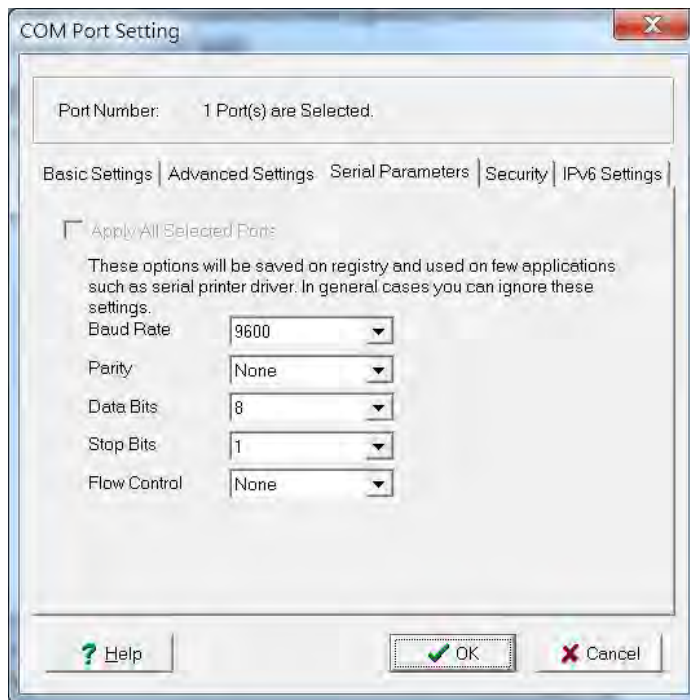 COM Port Setting
Port Number: 1 Port(s) are Selected.
Basic Settings Advanced Settings Serial Parameters Security IPv6 Settings
Apply All Selected Ports
These options will be saved on registry and used on few applications
such as serial printer driver. In general cases you can ignore these
settings.
Baud Rate 9600
Parity None
Data Bits 8
Stop Bits 1
Flow Control None
? Help OK Cancel